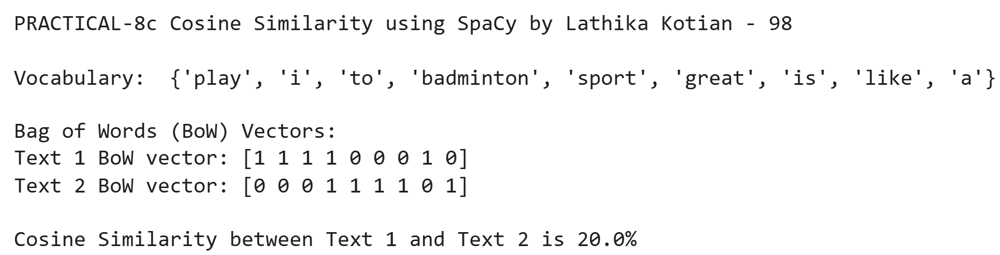 PRACTICAL-8c Cosine Similarity using SpaCy by Lathika Kotian - 98
Vocabulary:  {'play', 'i', 'to', 'badminton', 'sport', 'great', 'is', 'like', 'a'}
Bag of Words (BoW) Vectors:
Text 1 BoW vector: [1 1 1 1 0 0 0 1 0]
Text 2 BoW vector: [0 0 0 1 1 1 1 0 1]
Cosine Similarity between Text 1 and Text 2 is 20.0%